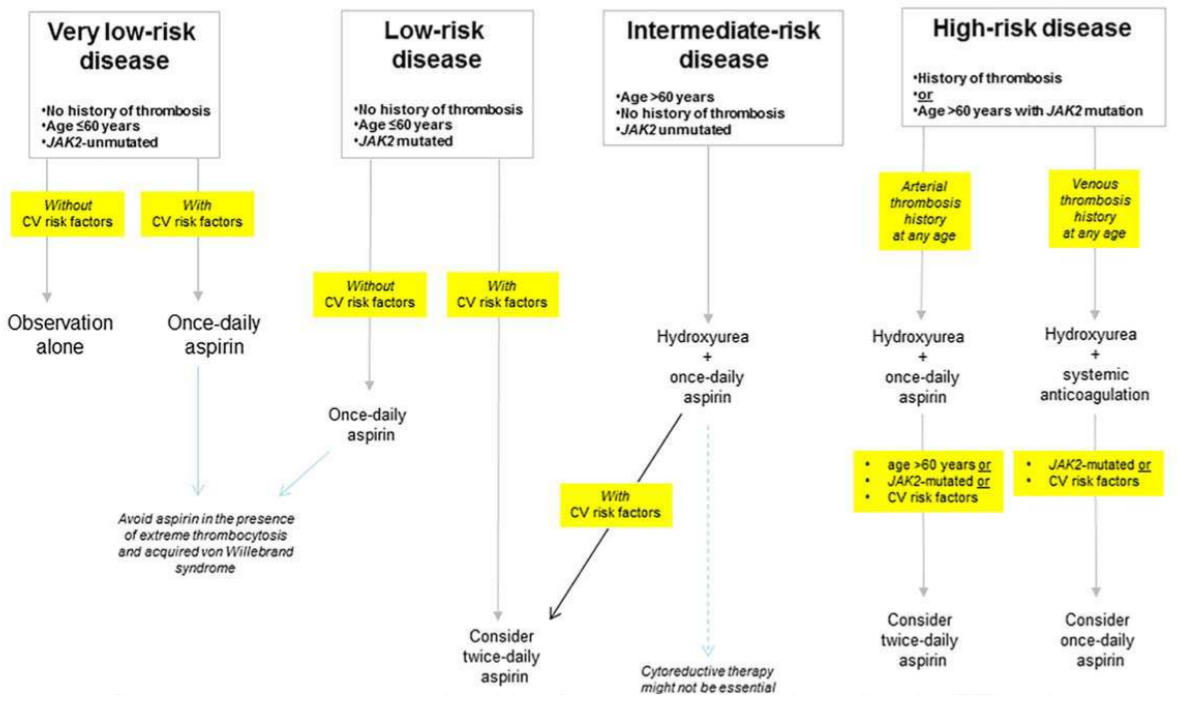 Very low-risk
disease
•No history of thrombosis
•Age ≤60 years
•JAK2-unmutated
Without
CV risk factors
With
CV risk factors
Observation
alone
Once-daily
aspirin
Low-risk
disease
•No history of thrombosis
•Age ≤60 years
•JAK2 mutated
Without
CV risk factors
With
CV risk factors
Once-daily
aspirin
Avoid aspirin in the presence
of extreme thrombocytosis
and acquired von Willebrand
syndrome
Consider
twice-daily
aspirin
Intermediate-risk
disease
•Age >60 years
•No history of thrombosis
•JAK2 unmutated
Hydroxyurea
+
once-daily
aspirin
With
CV risk factors
Cytoreductive therapy
might not be essential
High-risk disease
•History of thrombosis
•or
•Age >60 years with JAK2 mutation
Arterial
thrombosis
history
at any age
Hydroxyurea
+
once-daily
aspirin
• age >60 years or
• JAK2-mutated or
• CV risk factors
Consider
twice-daily
aspirin
Venous
thrombosis
history
at any age
Hydroxyurea
+
systemic
anticoagulation
• JAK2-mutated or
• CV risk factors
Consider
once-daily
aspirin